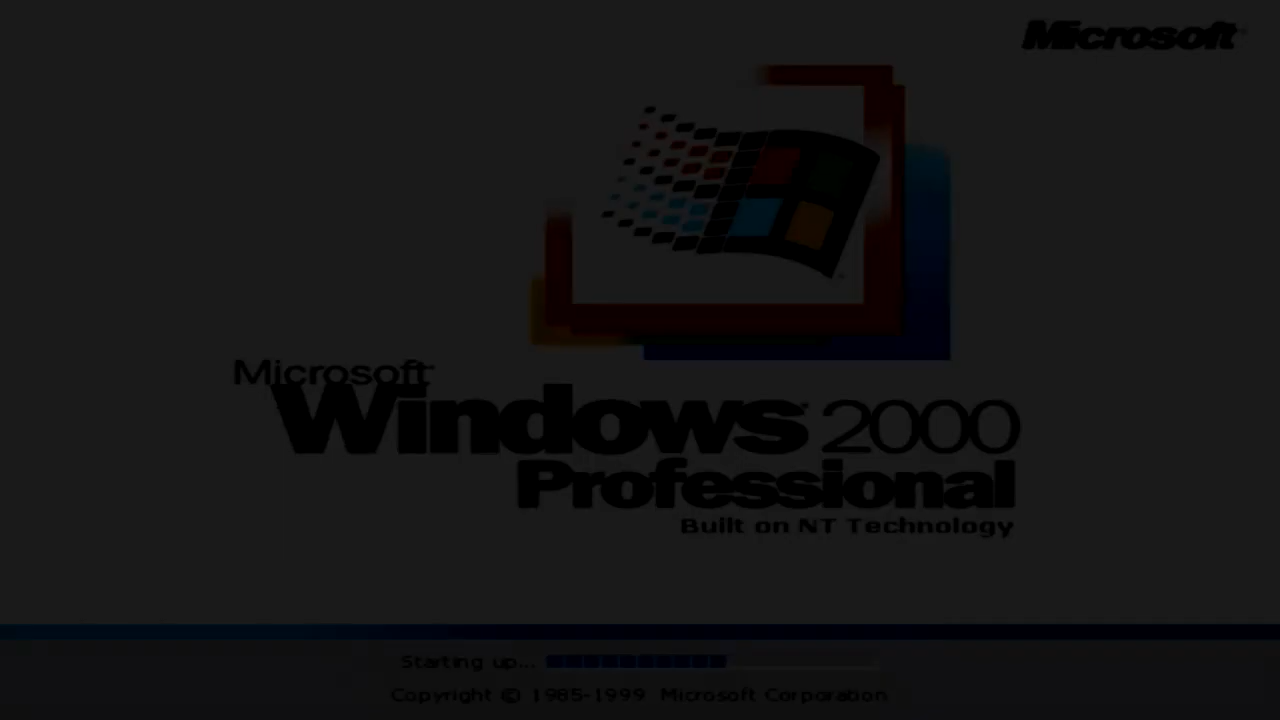 Microsoft
Microsoft
Windows 2000
Professional
Built on NT Technology
Starting up...
Copyright © 1985-1999 Microsoft Corporation